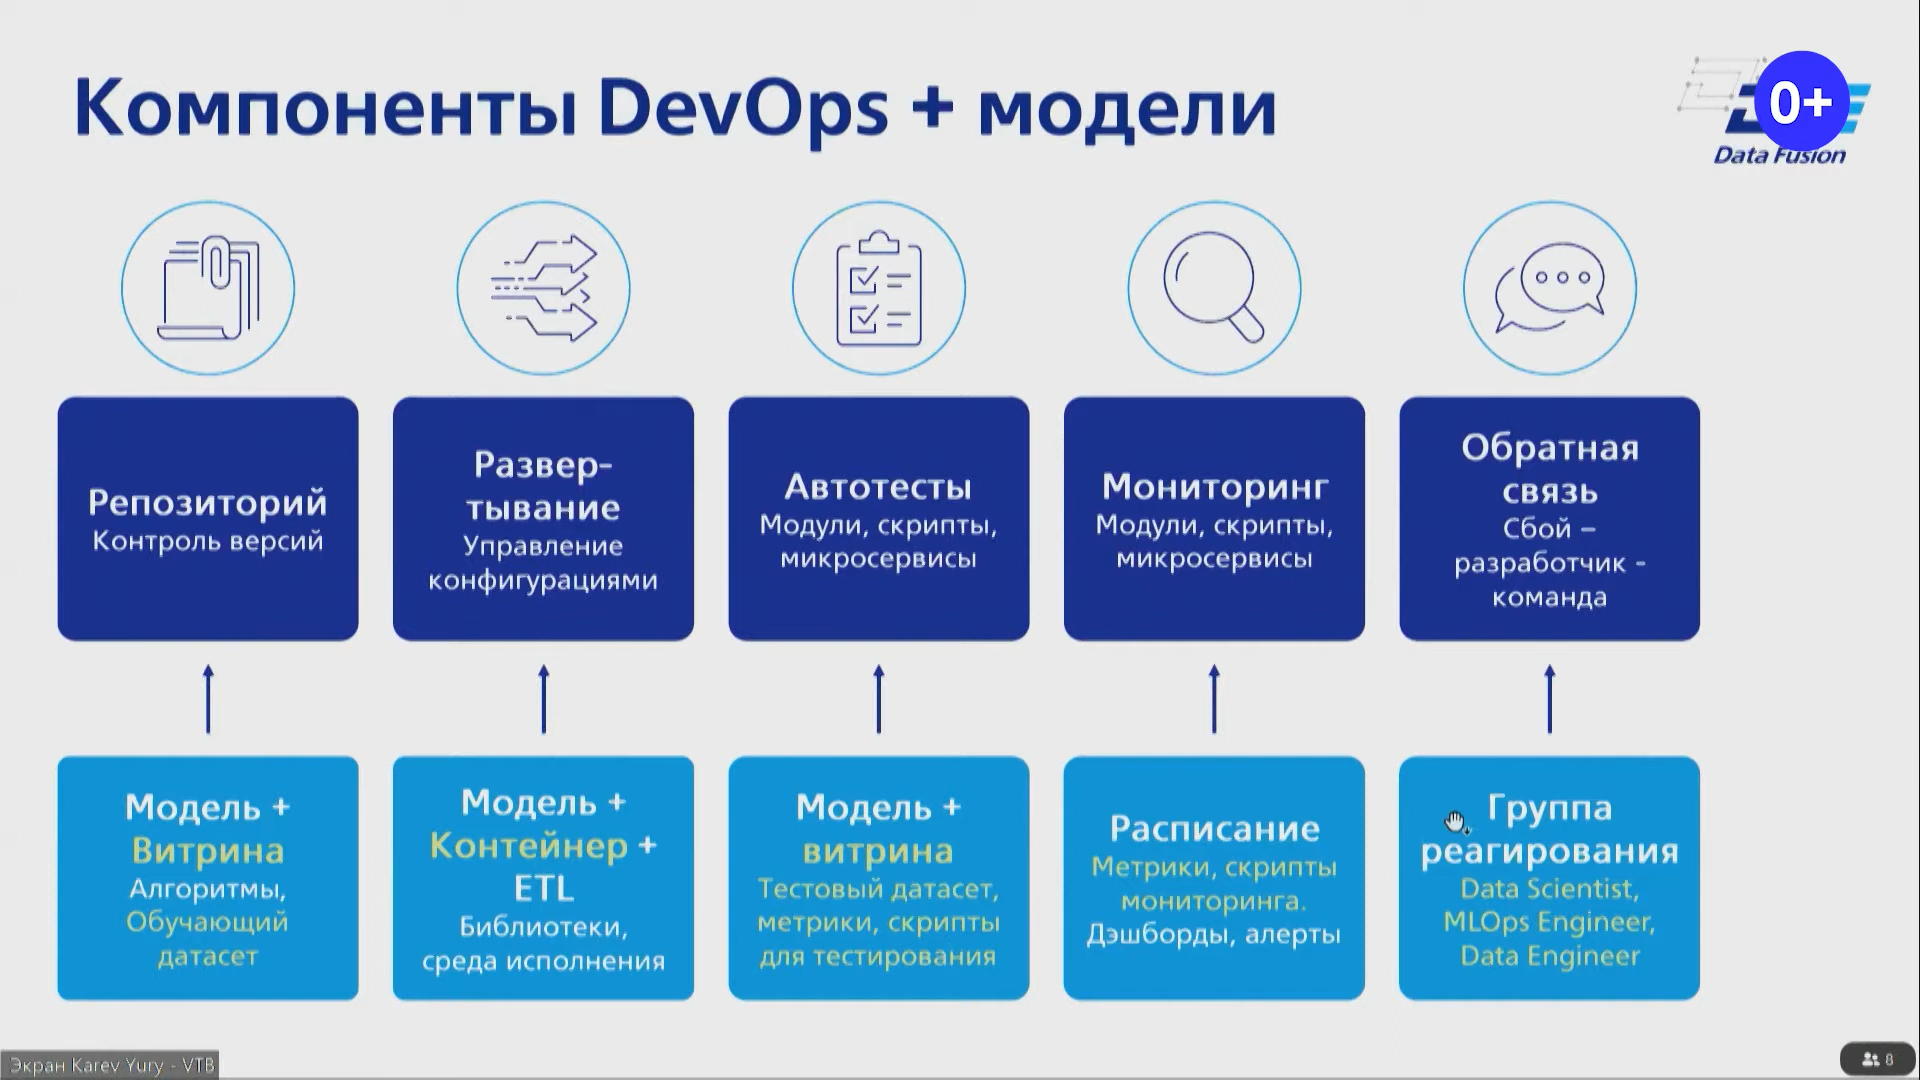 Компоненты DevOps + модели
0+
Data Fusion
Репозиторий
Контроль версий
Развер-
тывание
Управление
конфигурациями
Автотесты
Модули, скрипты,
микросервисы
Мониторинг
Модули, скрипты,
микросервисы
Обратная
связь
Сбой –
разработчик -
команда
Модель +
Витрина
Алгоритмы,
Обучающий
датасет
Модель +
Контейнер +
ETL
Библиотеки,
среда исполнения
Модель +
витрина
Тестовый датасет,
метрики, скрипты
для тестирования
Расписание
Метрики, скрипты
мониторинга.
Дэшборды, алерты
Группа
реагирования
Data Scientist,
MLOps Engineer,
Data Engineer
Экран Karev Yury - VTB
8